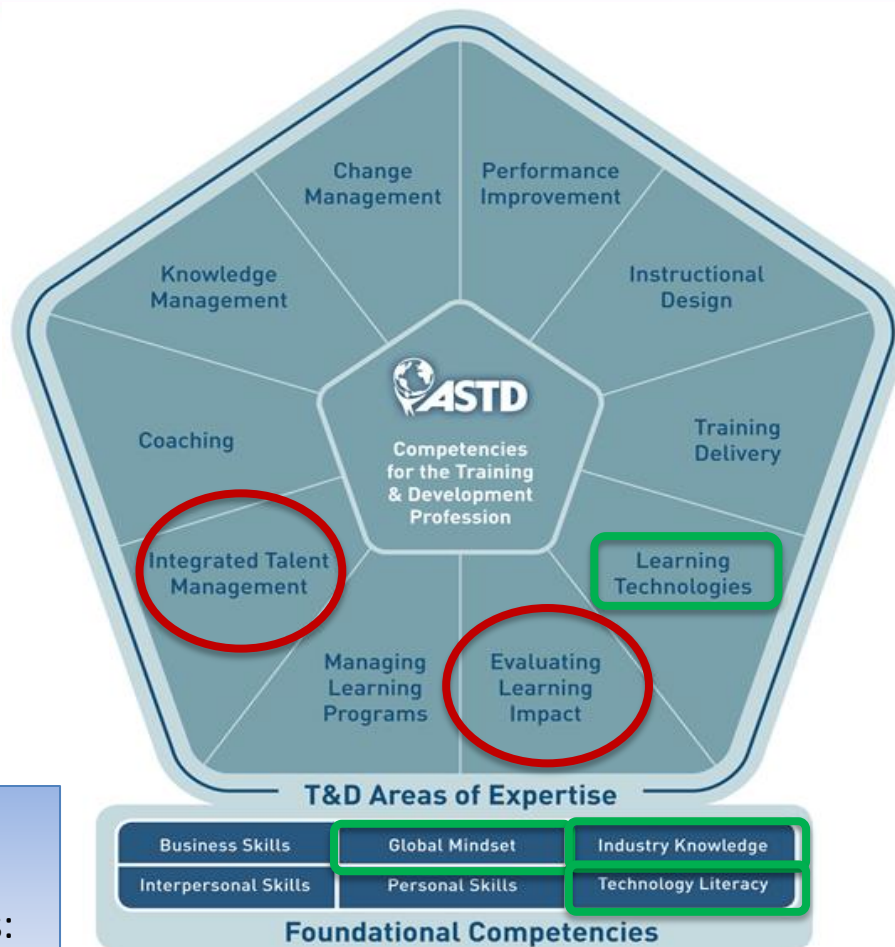 Change
Management
Performance
Improvement
Knowledge
Management
Instructional
Design
ASTD
Competencies
for the Training
& Development
Profession
Coaching
Training
Delivery
Integrated Talent
Management
Learning
Technologies
Managing
Learning
Programs
Evaluating
Learning
Impact
T&D Areas of Expertise
Business Skills
Global Mindset
Industry Knowledge
Interpersonal Skills
Personal Skills
Technology Literacy
Foundational Competencies